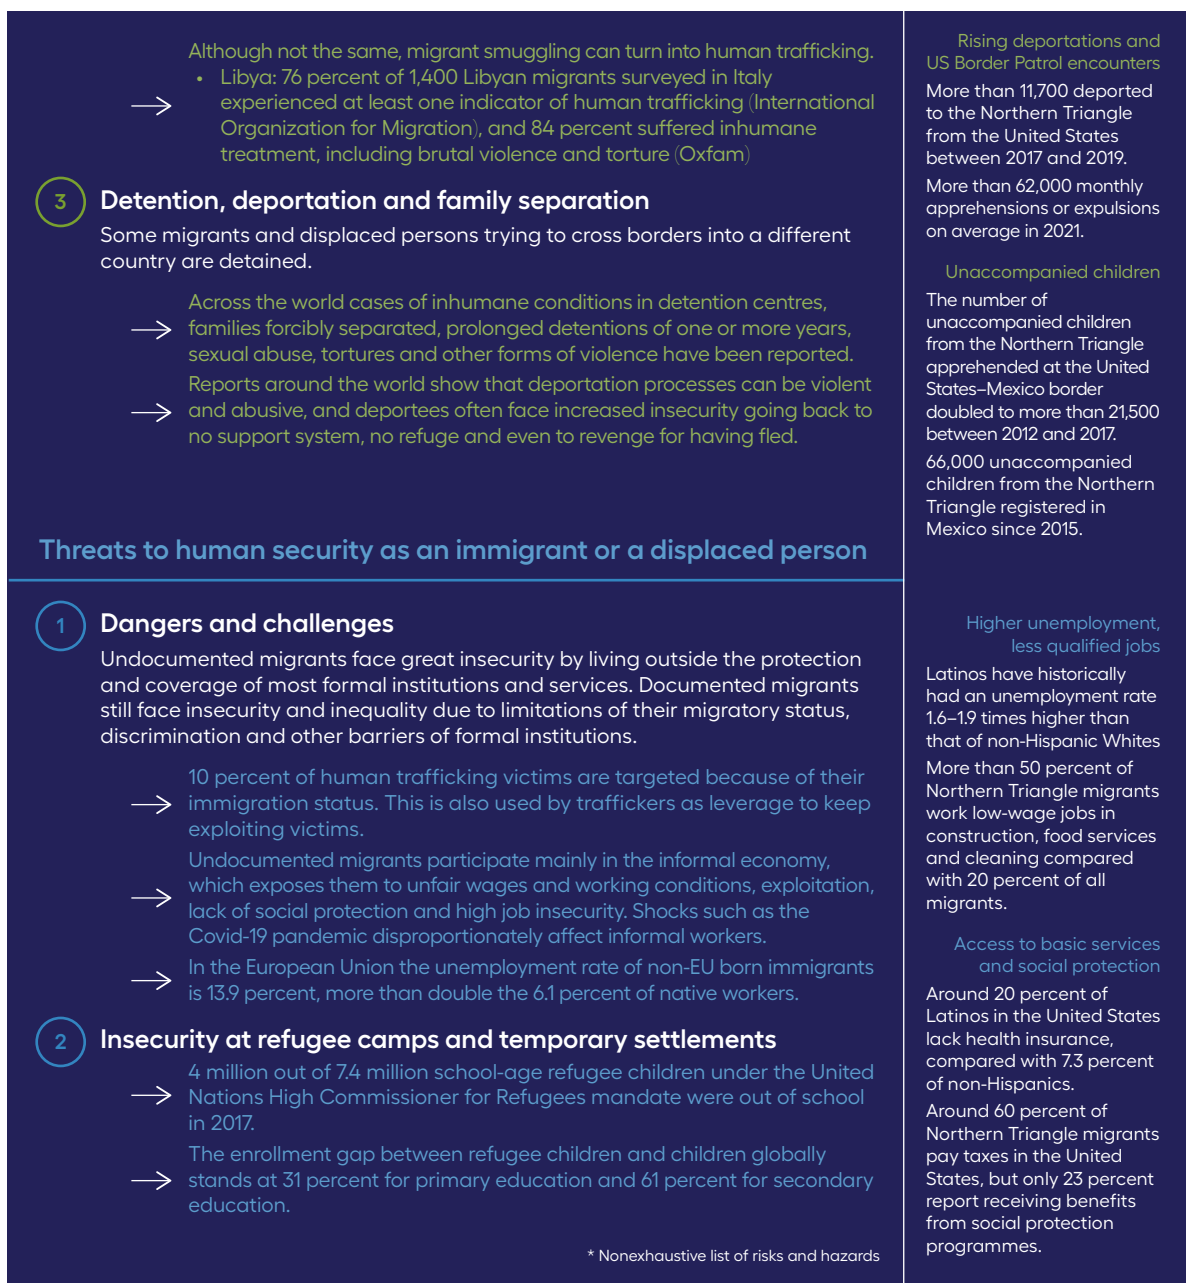 Although not the same, migrant smuggling can turn into human trafficking.
• Libya: 76 percent of 1,400 Libyan migrants surveyed in Italy
experienced at least one indicator of human trafficking (International
Organization for Migration), and 84 percent suffered inhumane
treatment, including brutal violence and torture (Oxfam)
3 Detention, deportation and family separation
Some migrants and displaced persons trying to cross borders into a different
country are detained.
Across the world cases of inhumane conditions in detention centres,
families forcibly separated, prolonged detentions of one or more years,
sexual abuse, tortures and other forms of violence have been reported.
Reports around the world show that deportation processes can be violent
and abusive, and deportees often face increased insecurity going back to
no support system, no refuge and even to revenge for having fled.
Threats to human security as an immigrant or a displaced person
1 Dangers and challenges
Undocumented migrants face great insecurity by living outside the protection
and coverage of most formal institutions and services. Documented migrants
still face insecurity and inequality due to limitations of their migratory status,
discrimination and other barriers of formal institutions.
10 percent of human trafficking victims are targeted because of their
immigration status. This is also used by traffickers as leverage to keep
exploiting victims.
Undocumented migrants participate mainly in the informal economy,
which exposes them to unfair wages and working conditions, exploitation,
lack of social protection and high job insecurity. Shocks such as the
Covid-19 pandemic disproportionately affect informal workers.
In the European Union the unemployment rate of non-EU born immigrants
is 13.9 percent, more than double the 6.1 percent of native workers.
2 Insecurity at refugee camps and temporary settlements
4 million out of 7.4 million school-age refugee children under the United
Nations High Commissioner for Refugees mandate were out of school
in 2017.
The enrollment gap between refugee children and children globally
stands at 31 percent for primary education and 61 percent for secondary
education.
* Nonexhaustive list of risks and hazards
Rising deportations and
US Border Patrol encounters
More than 11,700 deported
to the Northern Triangle
from the United States
between 2017 and 2019.
More than 62,000 monthly
apprehensions or expulsions
on average in 2021.
Unaccompanied children
The number of
unaccompanied children
from the Northern Triangle
apprehended at the United
States–Mexico border
doubled to more than 21,500
between 2012 and 2017.
66,000 unaccompanied
children from the Northern
Triangle registered in
Mexico since 2015.
Higher unemployment,
less qualified jobs
Latinos have historically
had an unemployment rate
1.6–1.9 times higher than
that of non-Hispanic Whites
More than 50 percent of
Northern Triangle migrants
work low-wage jobs in
construction, food services
and cleaning compared
with 20 percent of all
migrants.
Access to basic services
and social protection
Around 20 percent of
Latinos in the United States
lack health insurance,
compared with 7.3 percent
of non-Hispanics.
Around 60 percent of
Northern Triangle migrants
pay taxes in the United
States, but only 23 percent
report receiving benefits
from social protection
programmes.